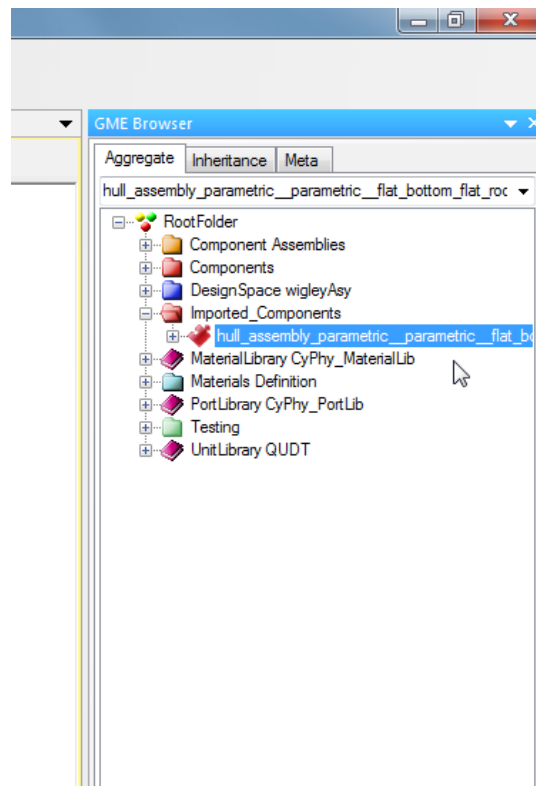 GME Browser
Aggregate Inheritance Meta
hull_assembly_parametric__parametric__flat_bottom_flat_roc
RootFolder
Component Assemblies
Components
DesignSpace wigleyAsy
Imported_Components
hull_assembly_parametric__parametric__flat_bo
MaterialLibrary CyPhy_MaterialLib
Materials Definition
PortLibrary CyPhy_PortLib
Testing
UnitLibrary QUDT